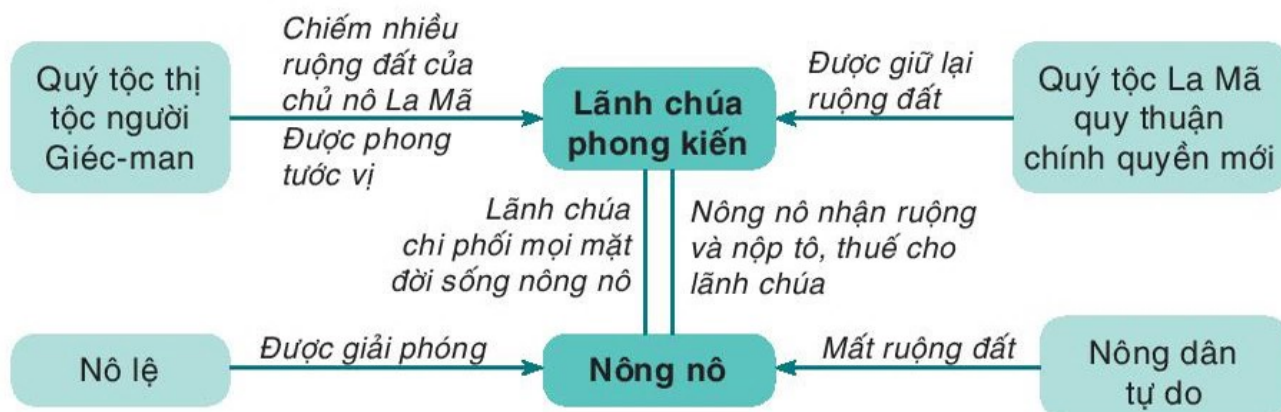 Quý tộc thị
tộc người
Giéc-man
Chiếm nhiều
ruộng đất của
chủ nô La Mã
Được phong
tước vị
Lãnh chúa
phong kiến
Được giữ lại
ruộng đất
Quý tộc La Mã
quy thuận
chính quyền mới
Lãnh chúa
chi phối mọi mặt
đời sống nông nô
Nông nô nhận ruộng
và nộp tô, thuế cho
lãnh chúa
Nô lệ
Được giải phóng
Nông nô
Mất ruộng đất
Nông dân
tự do